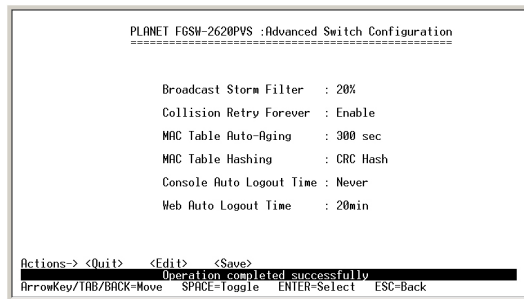 PLANET FGSW-2620PVS :Advanced Switch Configuration
==================================================
Broadcast Storm Filter : 20%
Collision Retry Forever : Enable
MAC Table Auto-Aging : 300 sec
MAC Table Hashing : CRC Hash
Console Auto Logout Time : Never
Web Auto Logout Time : 20min
Actions-> <Quit> <Edit> <Save>
Operation completed successfully
ArrowKey/TAB/BACK=Move SPACE=Toggle ENTER=Select ESC=Back